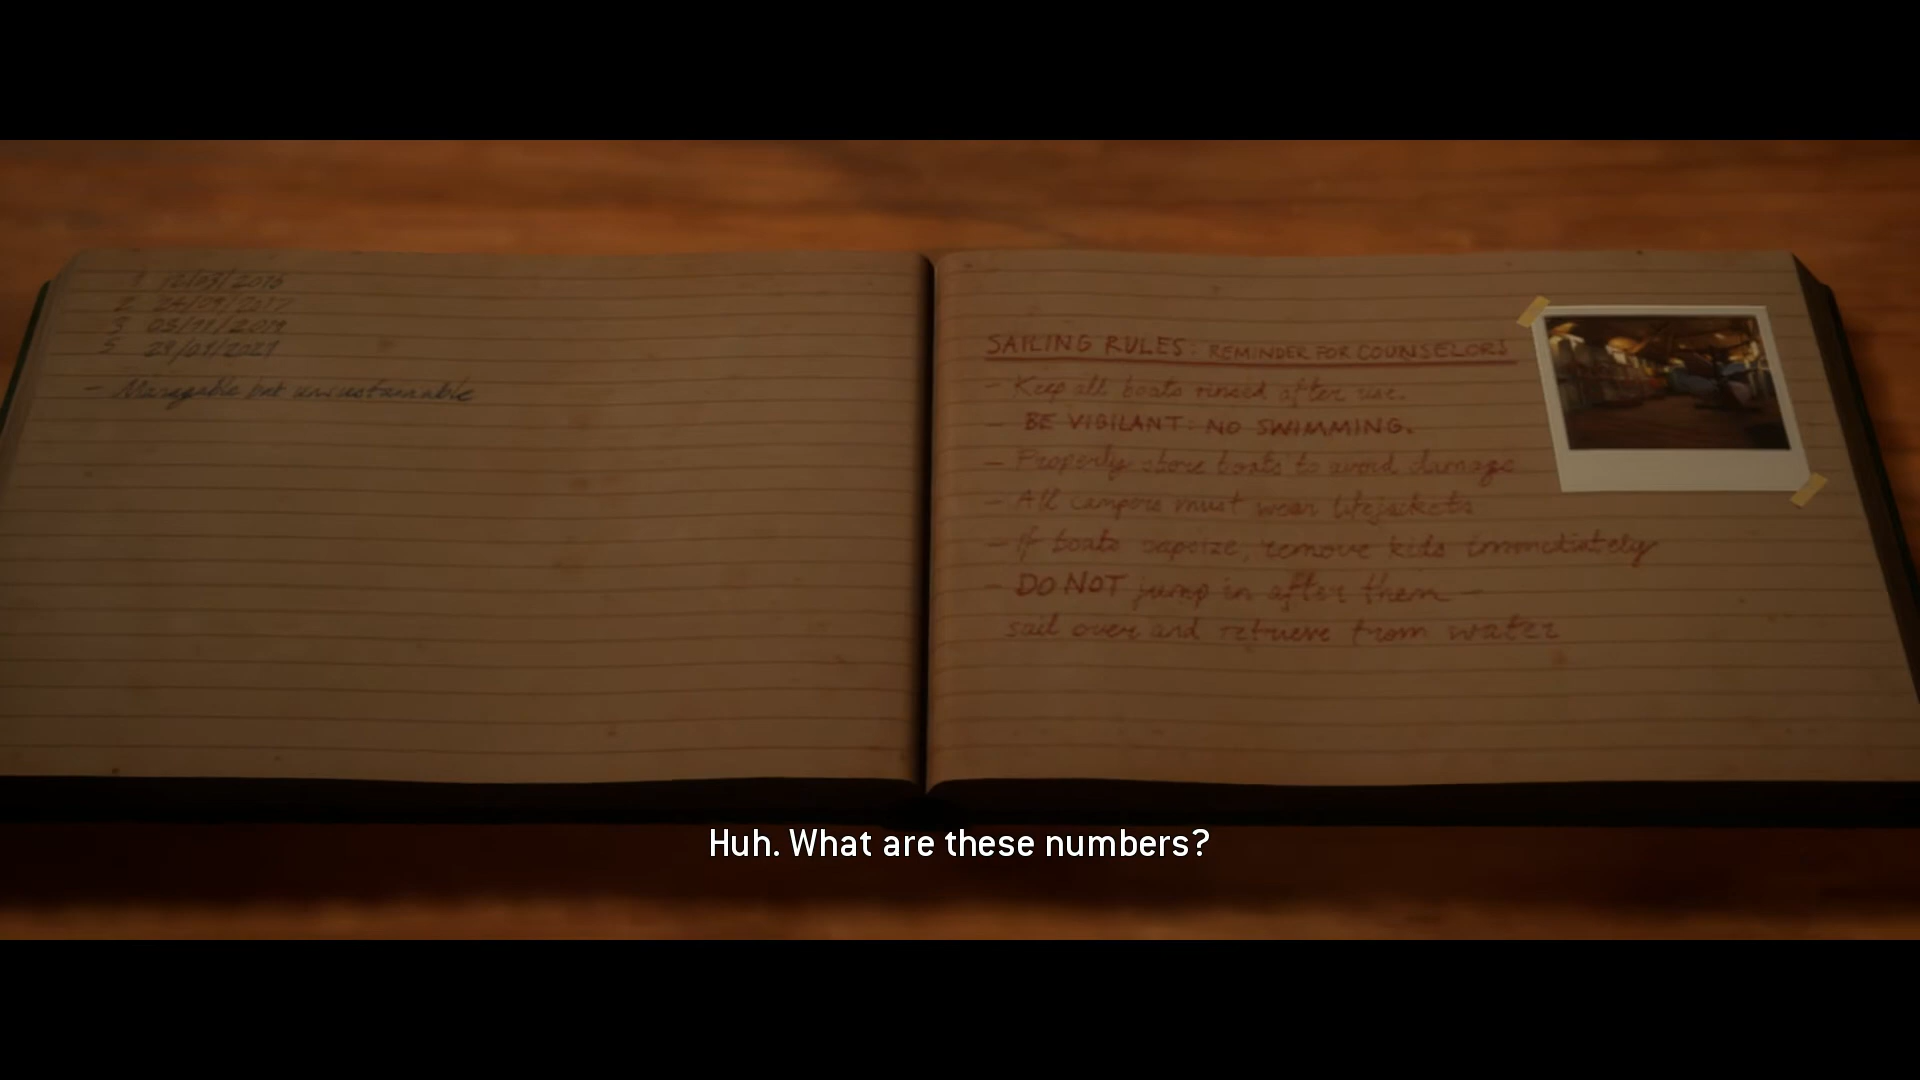 1 12/03/2016
2 24/09/2017
3 03/11/2019
5 29/01/2021
- Managable but unsustainable
SAILING RULES: REMINDER FOR COUNSELORS
- Keep all boats rinsed after use.
- BE VIGILANT: NO SWIMMING.
- Properly store boats to avoid damage
- All campers must wear lifejackets
- If boats capsize, remove kids immediately
- DO NOT jump in after them -
sail over and retrieve from water
Huh. What are these numbers?